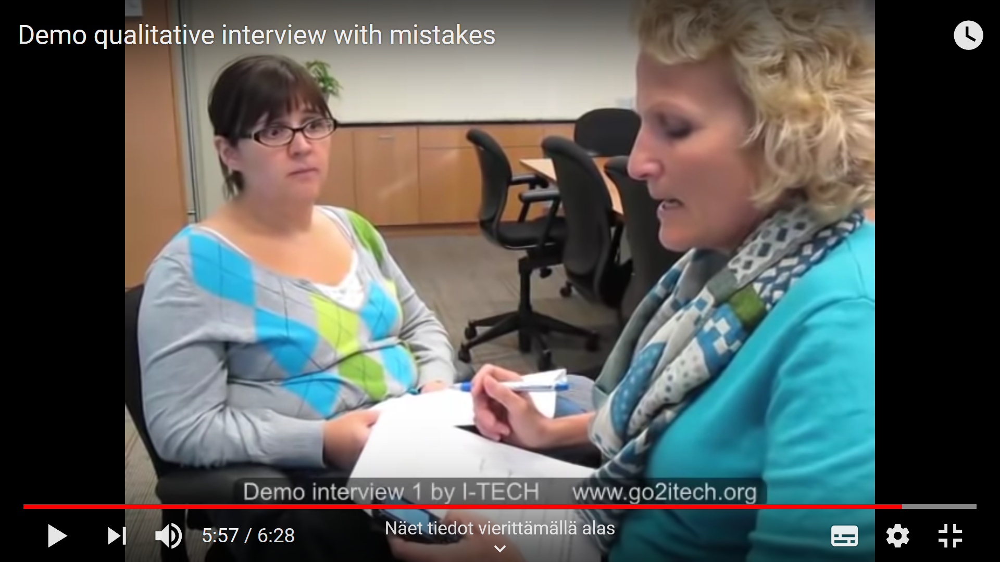 Demo qualitative interview with mistakes
Demo interview 1 by I-TECH www.go2itech.org
5:57 / 6:28
Näet tiedot vierittämällä alas